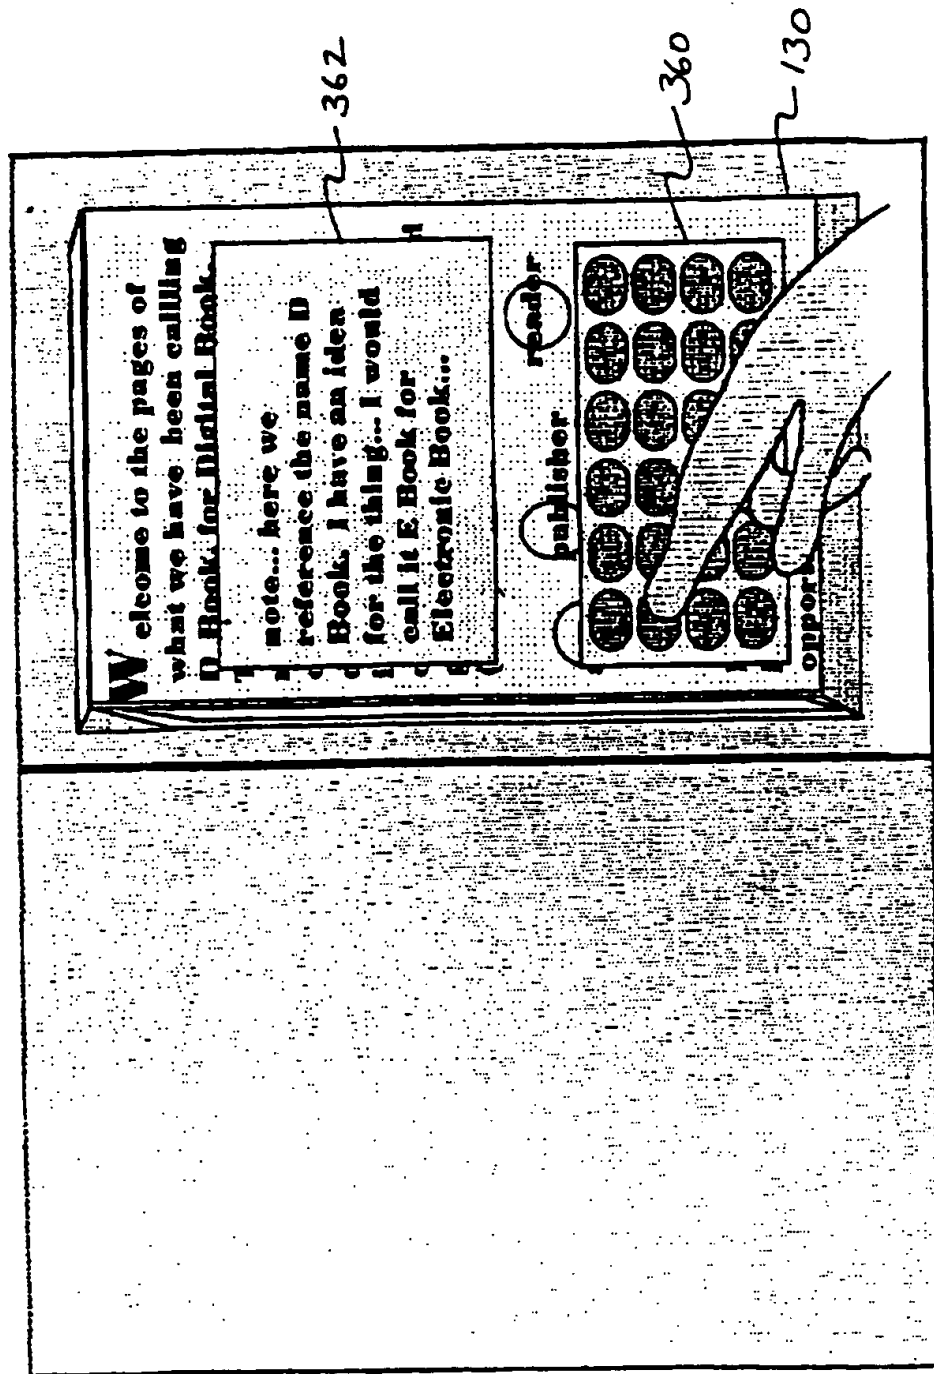 Welcome to the pages of
what we have been callling
D Book, for Digital Book.
note... here we
reference the name D
Book. I have an idea
for the thing... I would
call it E Book for
Electronic Book...
publisher
reader
oppor
362
360
130